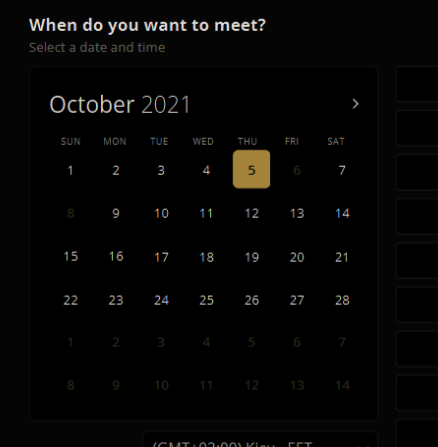 When do you want to meet?
Select a date and time
October 2021 >
SUN MON TUE WED THU FRI SAT
1 2 3 4 5 6 7
8 9 10 11 12 13 14
15 16 17 18 19 20 21
22 23 24 25 26 27 28
1 2 3 4 5 6 7
8 9 10 11 12 13 14
(GMT+02:00) Kiev - EET